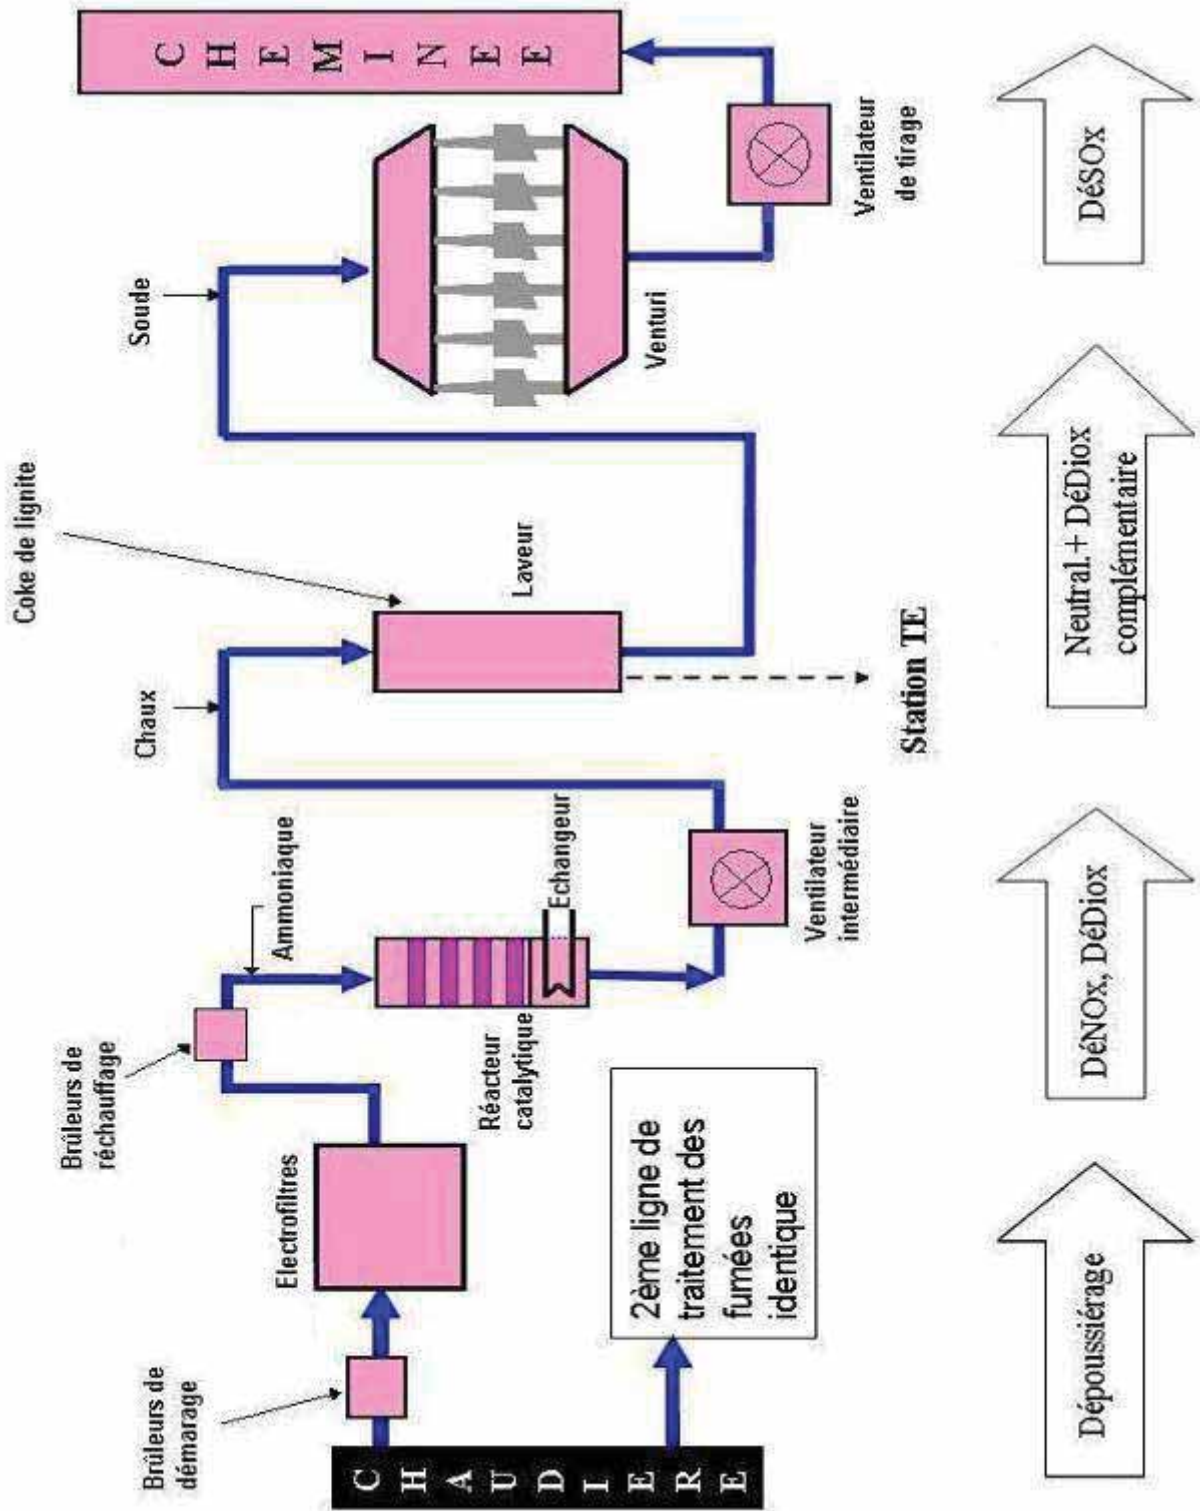 CHAUDIERE
Brûleurs de
démarage
Electrofiltres
Brûleurs de
réchauffage
Ammoniaque
Réacteur
catalytique
Echangeur
2ème ligne de
traitement des
fumées
identique
Ventilateur
intermédiaire
Chaux
Coke de lignite
Laveur
Station TE
Soude
Venturi
Ventilateur
de tirage
CHEMINEE
Dépoussiérage
DéNOx, DéDiox
Neutral.+ DéDiox
complémentaire
DéSOx